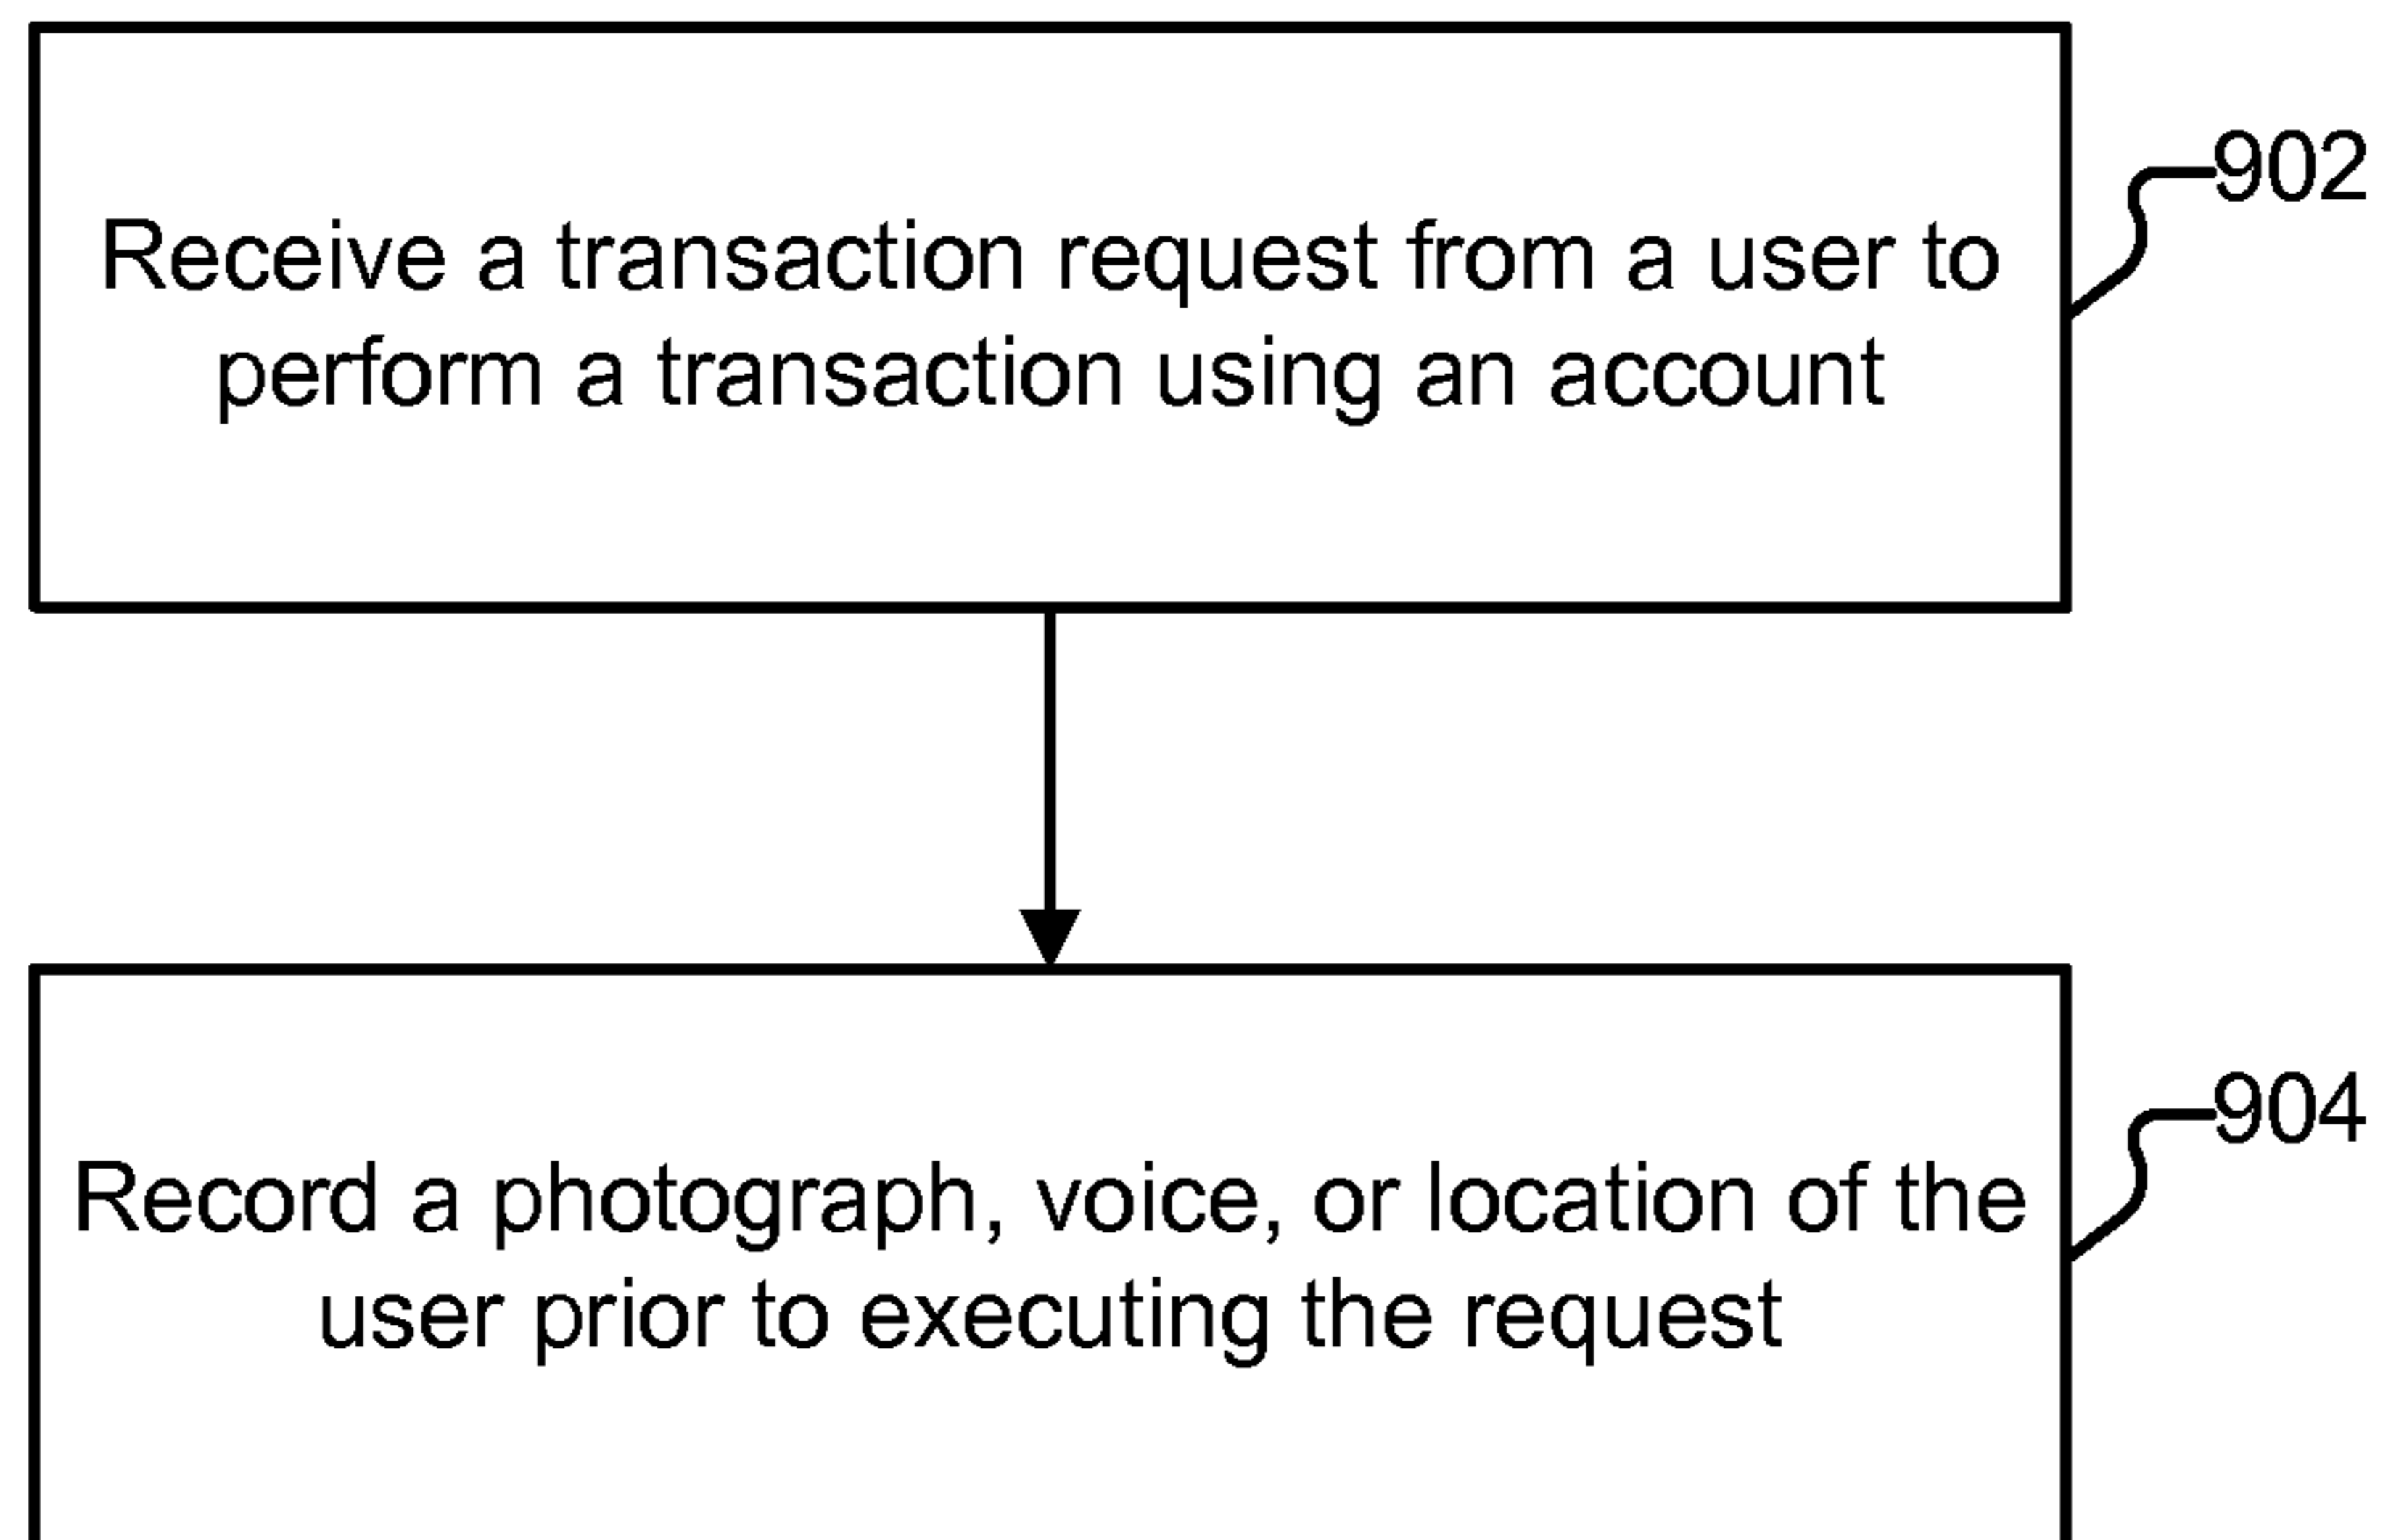 902
Receive a transaction request from a user to
perform a transaction using an account
904
Record a photograph, voice, or location of the
user prior to executing the request